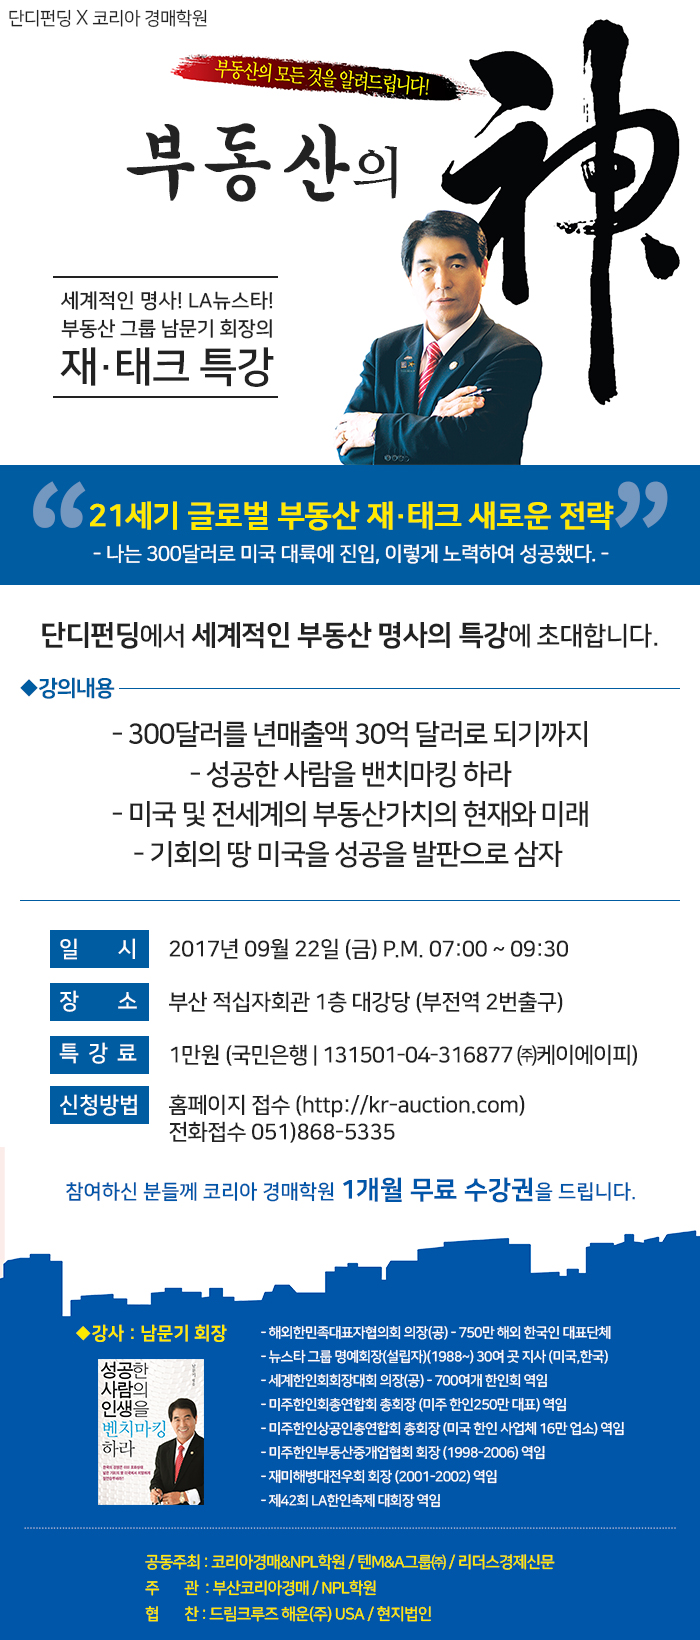 단디펀딩 X 코리아 경매학원
부동산의 모든 것을 알려드립니다!
부동산의 神
세계적인 명사! LA뉴스타!
부동산 그룹 남문기 회장의
재·태크 특강
“21세기 글로벌 부동산 재·태크 새로운 전략”
- 나는 300달러로 미국 대륙에 진입, 이렇게 노력하여 성공했다. -
단디펀딩에서 세계적인 부동산 명사의 특강에 초대합니다.
◆강의내용
- 300달러를 년매출액 30억 달러로 되기까지
- 성공한 사람을 밴치마킹 하라
- 미국 및 전세계의 부동산가치의 현재와 미래
- 기회의 땅 미국을 성공을 발판으로 삼자
일 시 2017년 09월 22일 (금) P.M. 07:00 ~ 09:30
장 소 부산 적십자회관 1층 대강당 (부전역 2번출구)
특 강 료 1만원 (국민은행 | 131501-04-316877 ㈜케이에이피)
신청방법 홈페이지 접수 (http://kr-auction.com)
전화접수 051)868-5335
참여하신 분들께 코리아 경매학원 1개월 무료 수강권을 드립니다.
◆강사 : 남문기 회장
성공한
사람의
인생을
벤치마킹
하라
- 해외한민족대표자협의회 의장(공) - 750만 해외 한국인 대표단체
- 뉴스타 그룹 명예회장(설립자)(1988~) 30여 곳 지사 (미국,한국)
- 세계한인회회장대회 의장(공) - 700여개 한인회 역임
- 미주한인회총연합회 총회장 (미주 한인250만 대표) 역임
- 미주한인상공인총연합회 총회장 (미국 한인 사업체 16만 업소) 역임
- 미주한인부동산중개업협회 회장 (1998-2006) 역임
- 재미해병대전우회 회장 (2001-2002) 역임
- 제42회 LA한인축제 대회장 역임
공동주최 : 코리아경매&NPL학원 / 텐M&A그룹㈜ / 리더스경제신문
주 관 : 부산코리아경매 / NPL학원
협 찬 : 드림크루즈 해운(주) USA / 현지법인